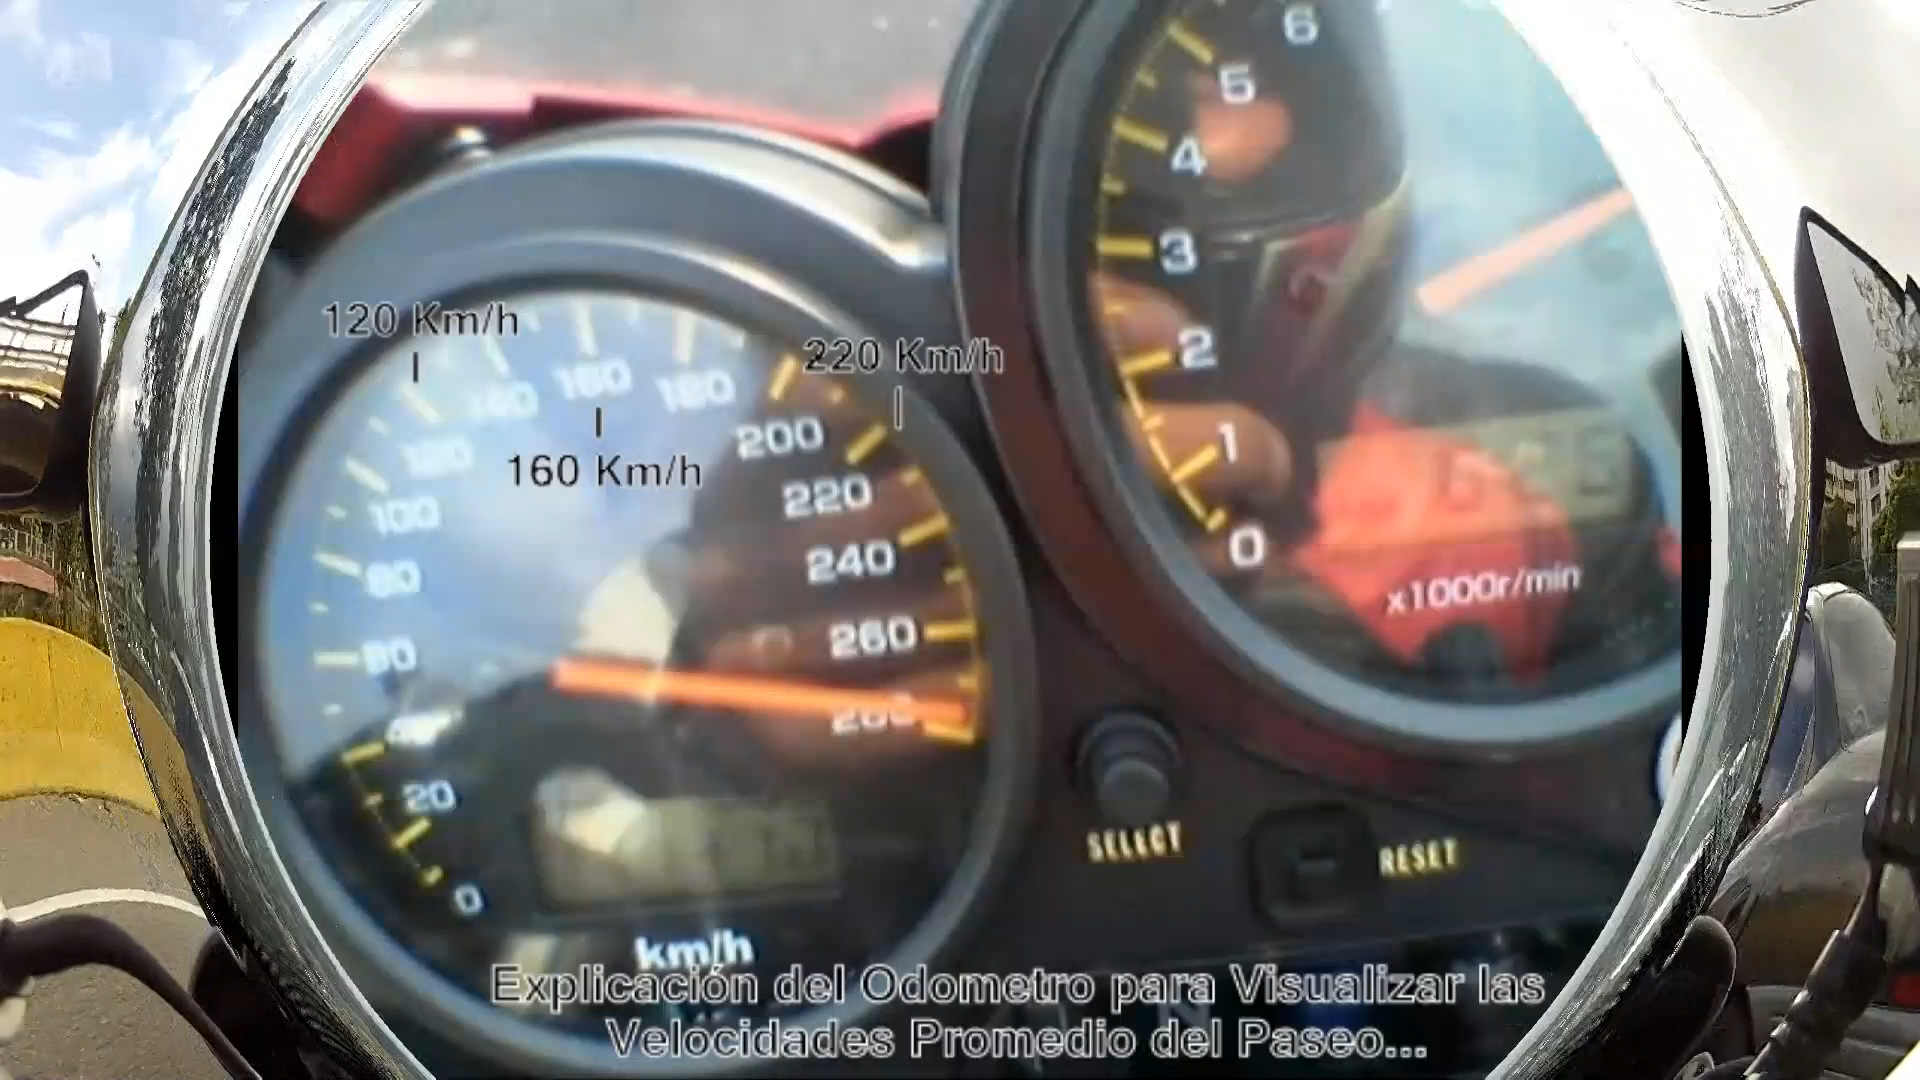 6
5
4
3
2
1
0
x1000r/min
120 Km/h
220 Km/h
160 Km/h
160
180
200
220
240
260
100
80
20
0
km/h
SELECT
RESET
Explicación del Odometro para Visualizar las
Velocidades Promedio del Paseo...